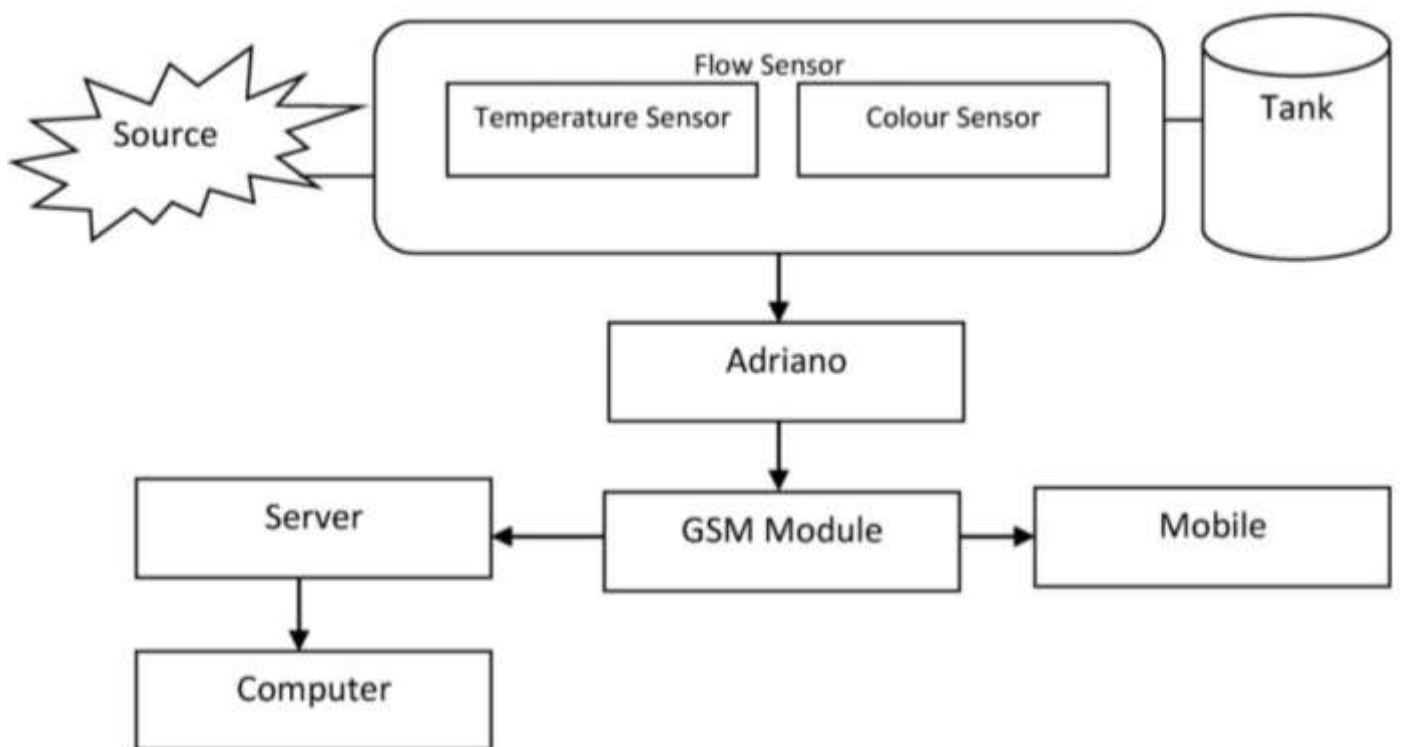 Flow Sensor
Source
Temperature Sensor
Colour Sensor
Tank
Adriano
Server
GSM Module
Mobile
Computer